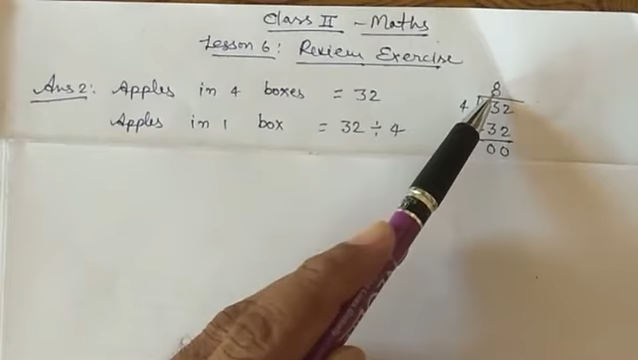 Class II - Maths
Lesson 6: Review Exercise
Ans 2: Apples in 4 boxes = 32
Apples in 1 box = 32 ÷ 4
8
4 32
32
00